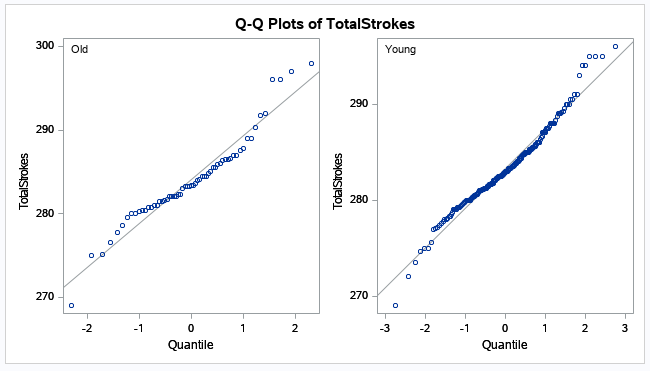 Q-Q Plots of TotalStrokes
Old
300
290
280
270
TotalStrokes
-2 -1 0 1 2
Quantile
Young
290
280
270
TotalStrokes
-3 -2 -1 0 1 2 3
Quantile